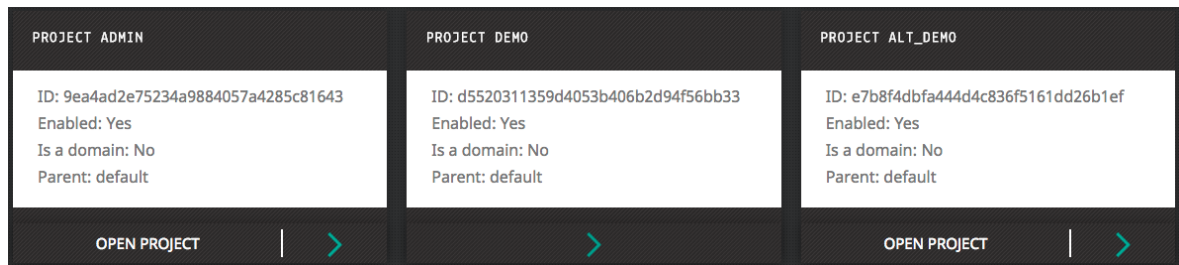 PROJECT ADMIN
ID: 9ea4ad2e75234a9884057a4285c81643
Enabled: Yes
Is a domain: No
Parent: default
OPEN PROJECT
PROJECT DEMO
ID: d5520311359d4053b406b2d94f56bb33
Enabled: Yes
Is a domain: No
Parent: default
PROJECT ALT_DEMO
ID: e7b8f4dbfa444d4c836f5161dd26b1ef
Enabled: Yes
Is a domain: No
Parent: default
OPEN PROJECT